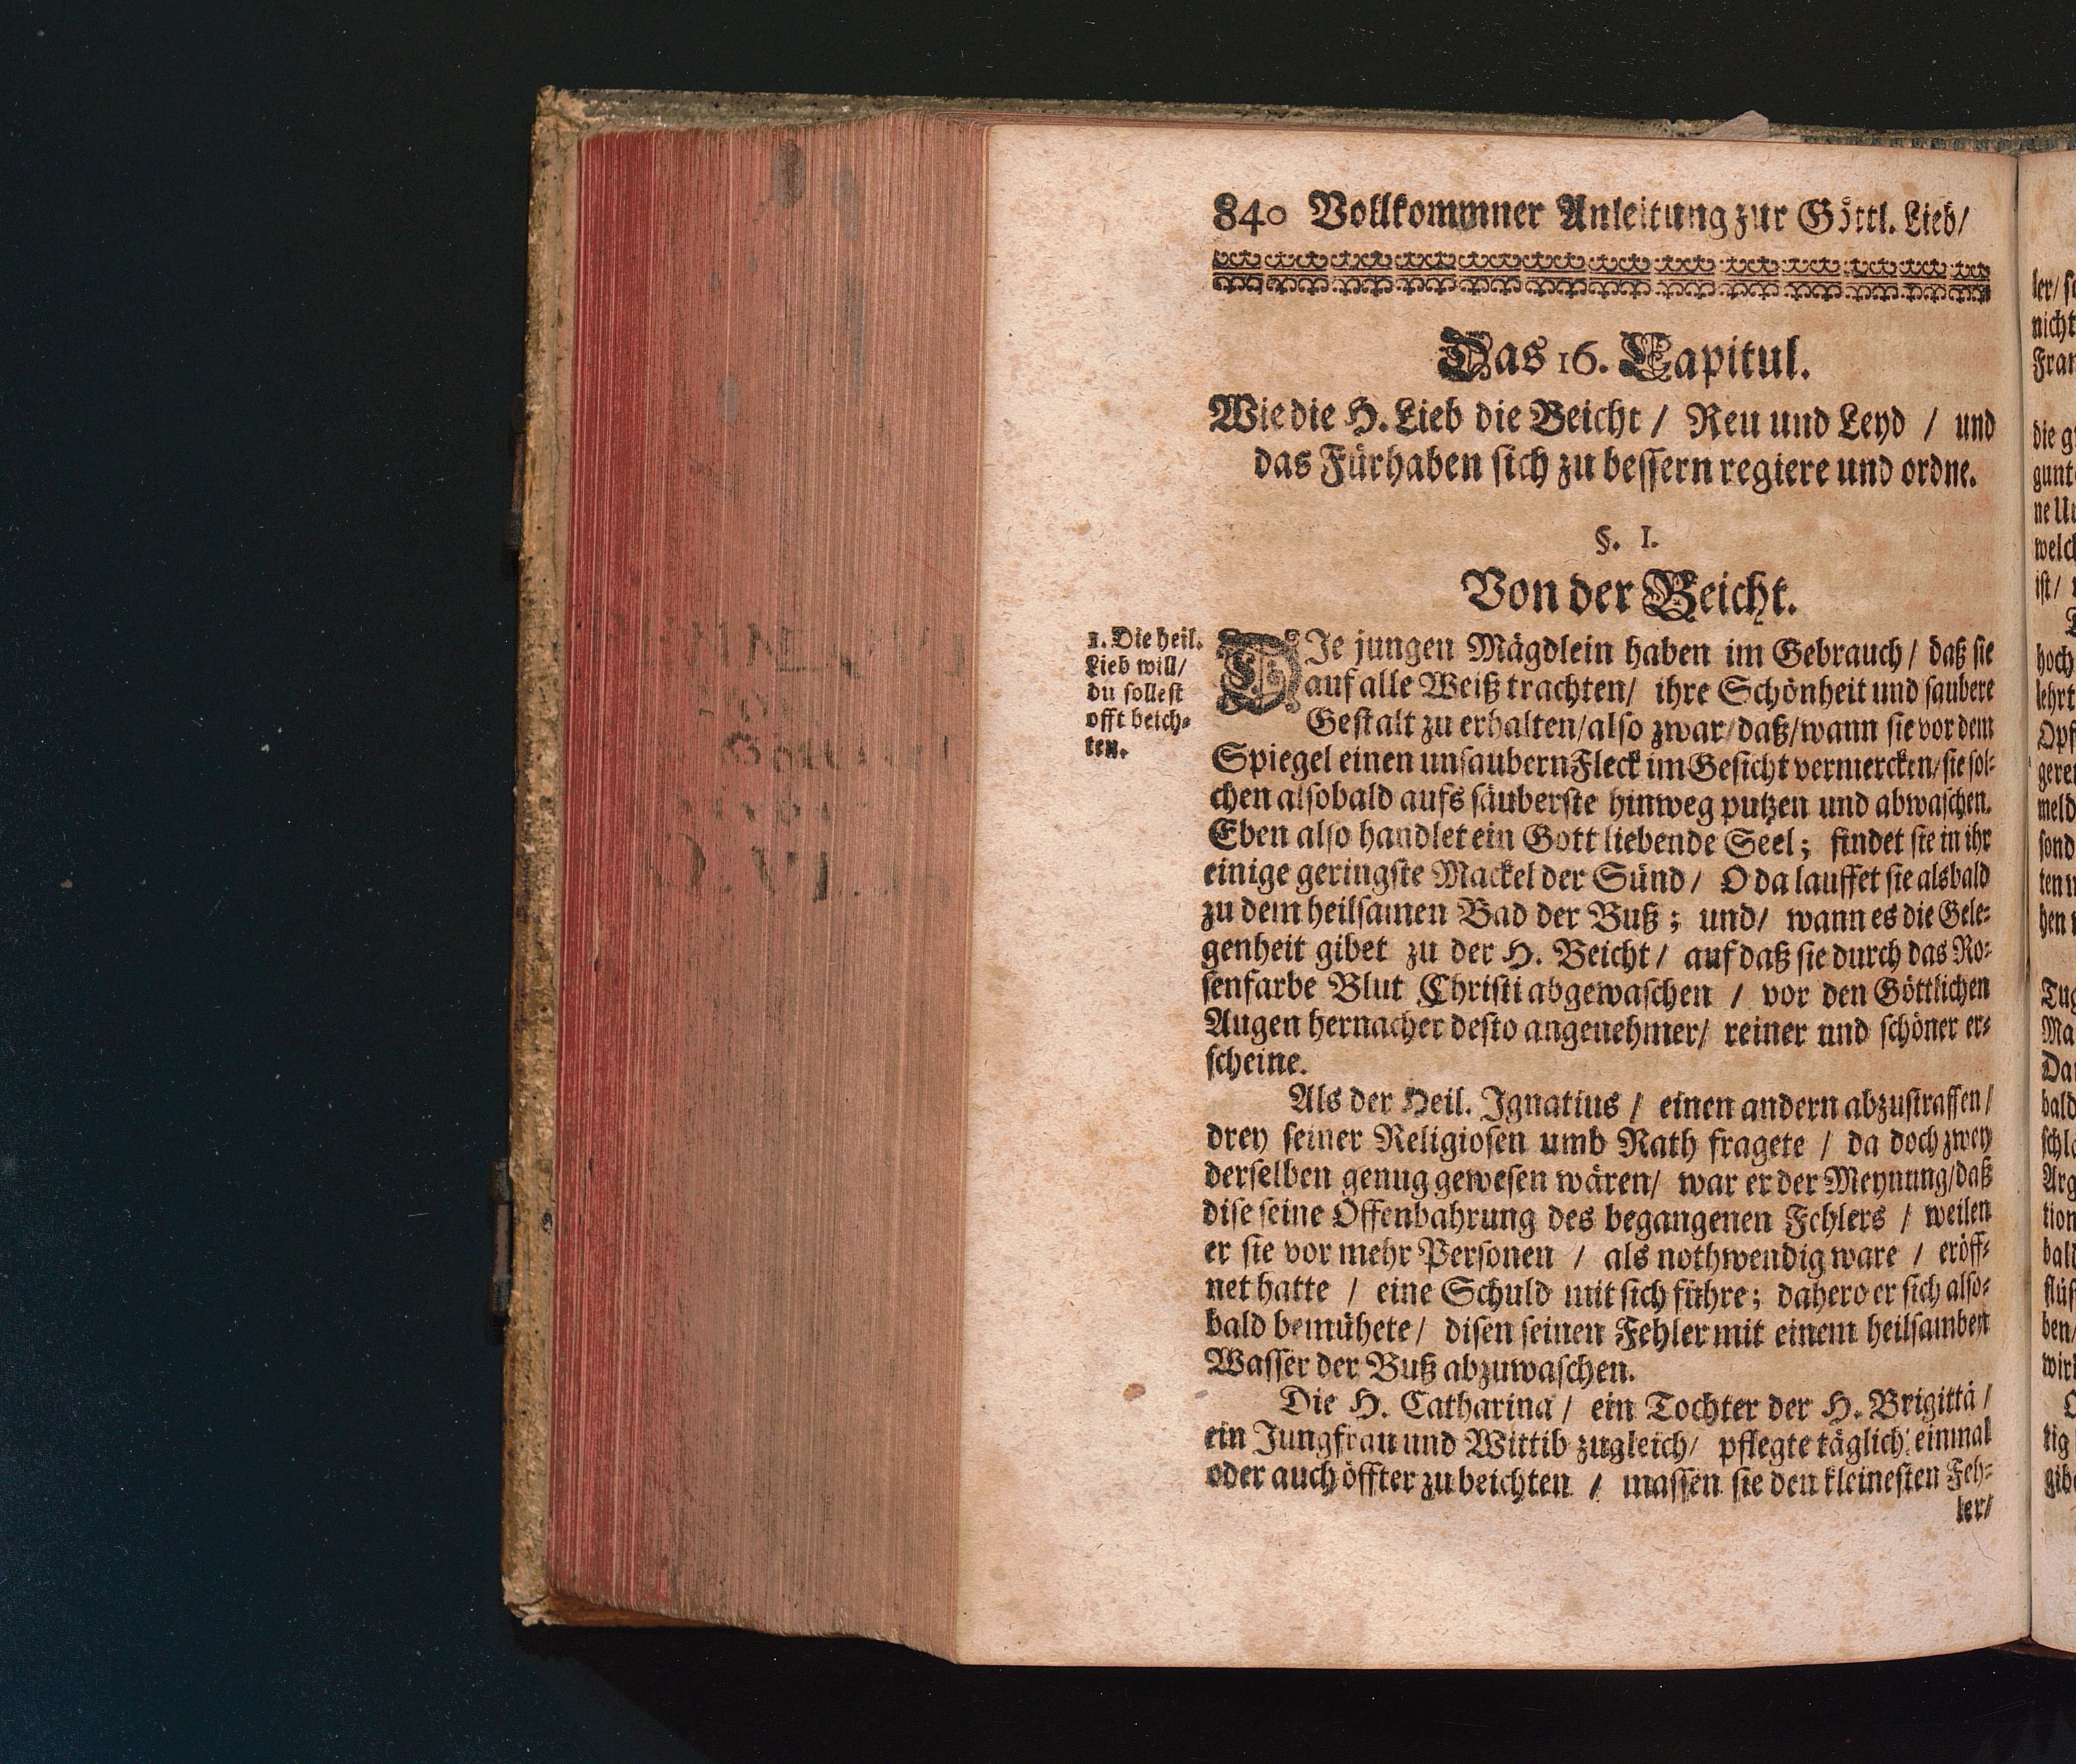 840 Vollkommner Anleitung zur Göttl. Lieb/
Das 16. Capitul.
Wie die H. Lieb die Beicht / Reu und Leyd / und
das Fürhaben sich zu bessern regiere und ordne.
§. I.
Von der Beicht.
1. Die heil.
Lieb will/
du sollest
offt beich-
ten.
DIe jungen Mägdlein haben im Gebrauch / daß sie
auf alle Weiß trachten / ihre Schönheit und saubere
Gestalt zu erhalten / also zwar / daß / wann sie vor dem
Spiegel einen unsaubern Fleck im Gesicht vermercken / sie sol-
chen alsobald aufs säuberste hinweg putzen und abwaschen.
Eben also handlet ein Gott liebende Seel; findet sie in ihr
einige geringste Mackel der Sünd / O da lauffet sie alsbald
zu dem heilsamen Bad der Buß; und / wann es die Gele-
genheit gibet zu der H. Beicht / auf daß sie durch das Ro-
senfarbe Blut Christi abgewaschen / vor den Göttlichen
Augen hernacher desto angenehmer / reiner und schöner er-
scheine.
Als der Heil. Ignatius / einen andern abzustraffen /
drey seiner Religiosen umb Rath fragete / da doch zwey
derselben genug gewesen wären / war er der Meynung / daß
dise seine Offenbahrung des begangenen Fehlers / weilen
er sie vor mehr Personen / als nothwendig ware / eröff-
net hatte / eine Schuld mit sich führe; dahero er sich also-
bald bemühete / disen seinen Fehler mit einem heilsamben
Wasser der Buß abzuwaschen.
Die H. Catharina / ein Tochter der H. Brigittä /
ein Jungfrau und Wittib zugleich / pflegte täglich einmal
oder auch öffter zu beichten / massen sie den kleinesten Feh-
ler/